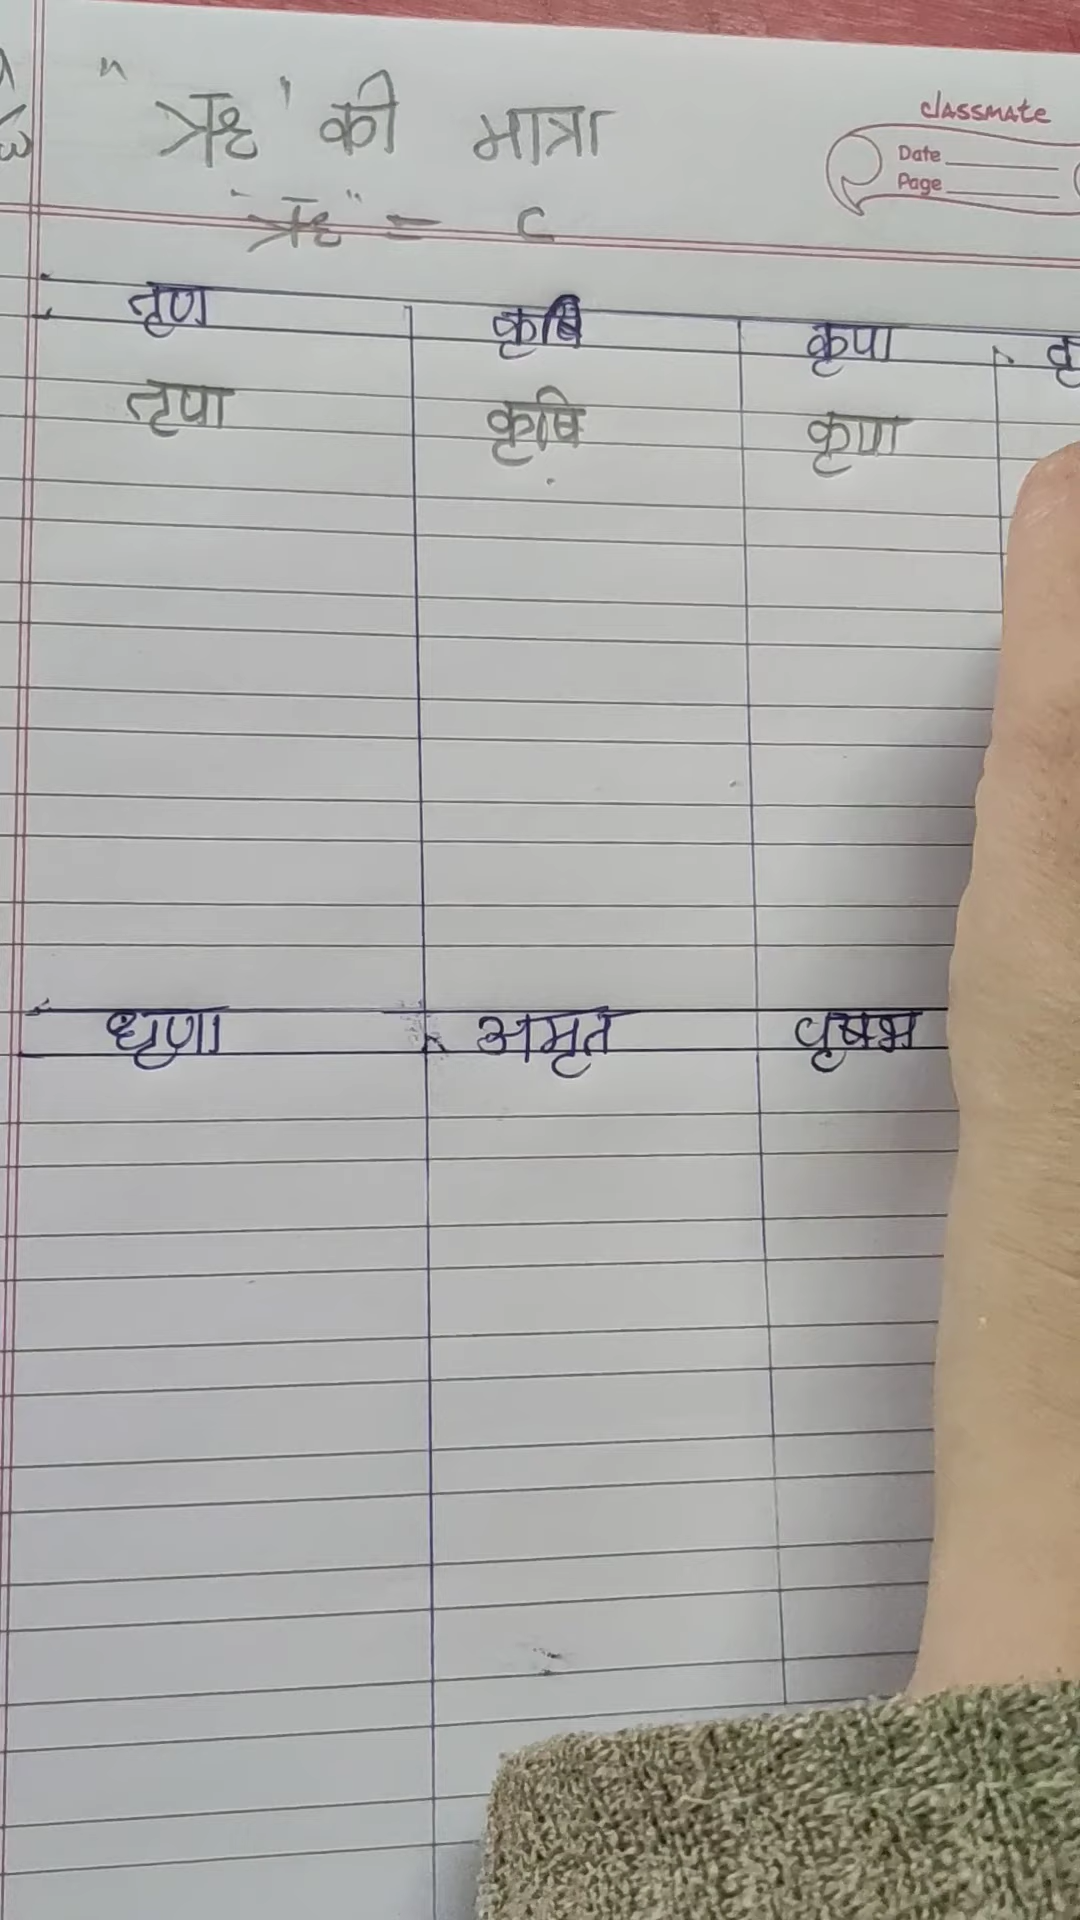 " ऋ ' की मात्रा
classmate
Date
Page
"ऋ" = ृ
तृण कृषि कृपा
तृपा कृषि कृपा
धृणा अमृत वृषभ